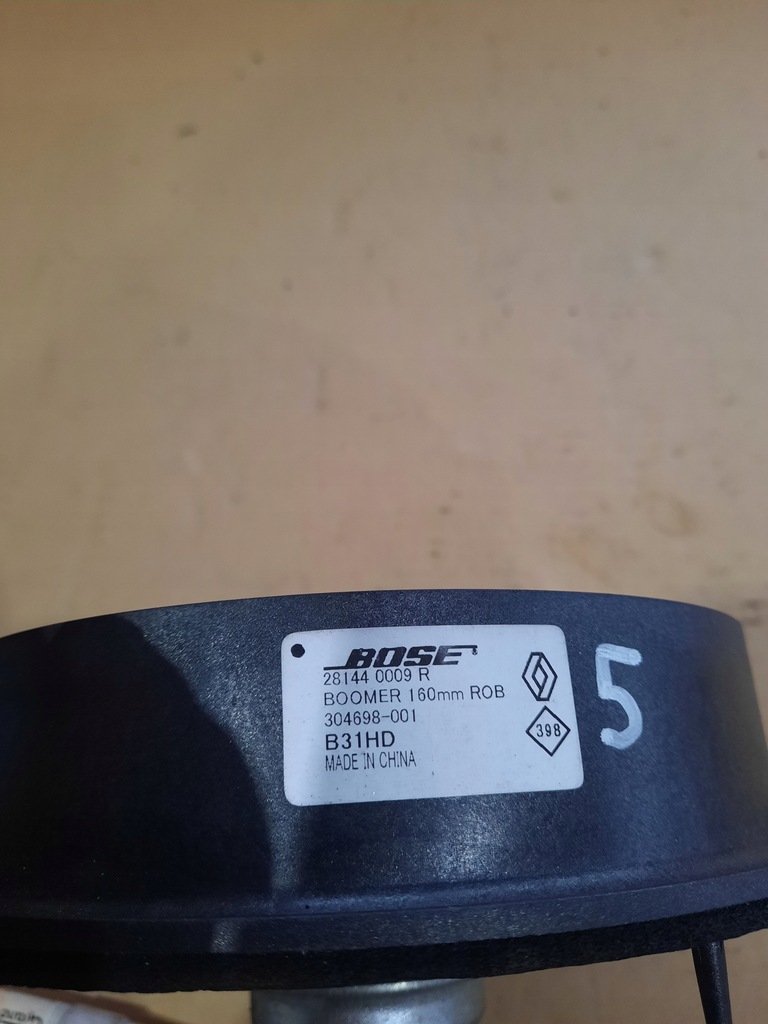 BOSE
28144 0009 R
BOOMER 160mm ROB
304698-001
B31HD
MADE IN CHINA
398
5